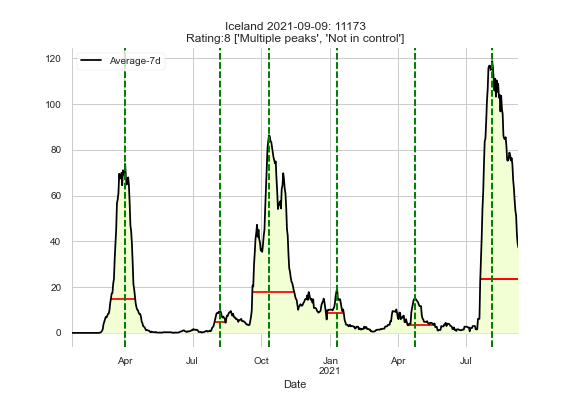 Iceland 2021-09-09: 11173
Rating:8 ['Multiple peaks', 'Not in control']
Average-7d
120
100
80
60
40
20
0
Apr Jul Oct Jan Apr Jul
2021
Date